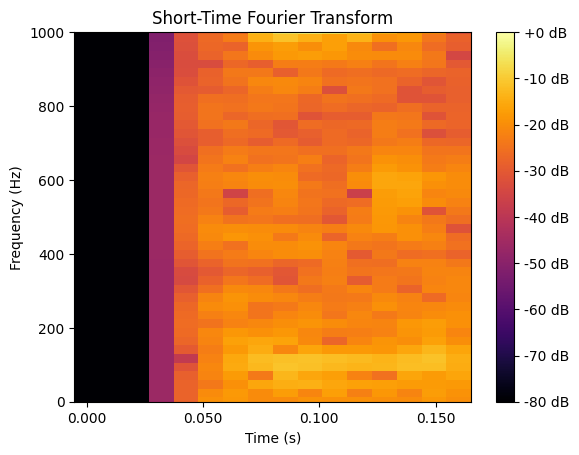 Short-Time Fourier Transform
1000
800
600
400
200
0
Frequency (Hz)
0.000
0.050
0.100
0.150
Time (s)
+0 dB
-10 dB
-20 dB
-30 dB
-40 dB
-50 dB
-60 dB
-70 dB
-80 dB